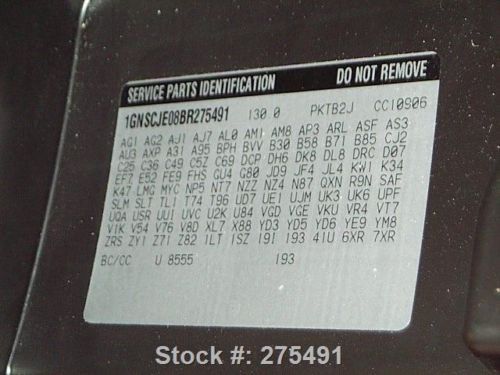 SERVICE PARTS IDENTIFICATION DO NOT REMOVE
1GNSCJE08BR275491 130.0 PKTB2J CC10906
AG1 AG2 AJ1 AJ7 AL0 AM1 AM8 AP3 ARL ASF AS3
AU3 AXP A31 A95 BPH BVV B30 B58 B71 B85 CJ2
C25 C36 C49 C5Z C69 DCP DH6 DK8 DL8 DRC D07
EF7 E52 FE9 FHS GU4 G80 JD9 JF4 JL4 KW1 K34
K47 LMG MYC NP5 NT7 NZZ NZ4 N87 QXN R9N SAF
SLM SLT TL1 T74 T96 UD7 UE1 UJM UK3 UK6 UPF
UQA USR UUI UVC U2K U84 VGD VGE VKU VR4 VT7
V1K V54 V76 V8D XL7 X88 YD3 YD5 YD6 YE9 YM8
ZRS ZY1 Z71 Z82 1LT 1SZ 19I 193 4IU 6XR 7XR
BC/CC U 8555 193
Stock #: 275491